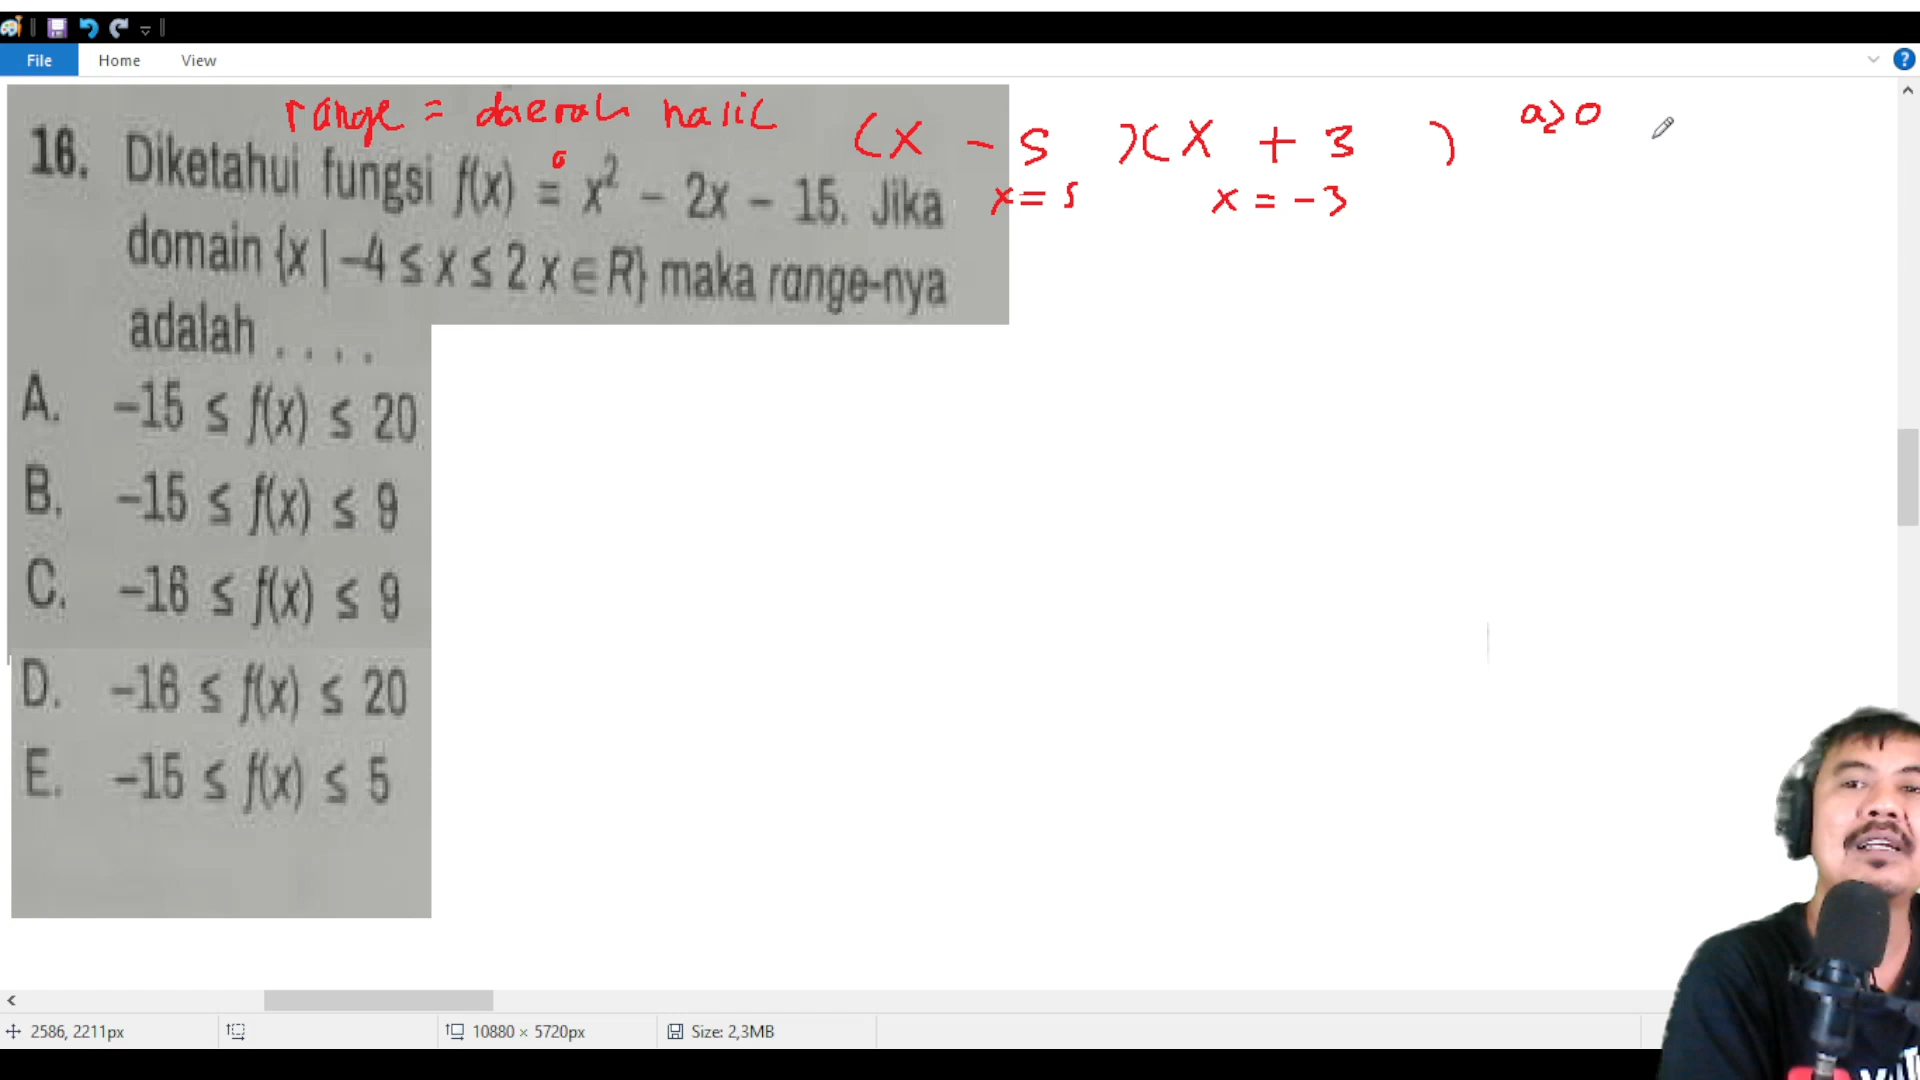 File Home View
range = daerah hasil
(x - 5 )(x + 3 )
a > 0
x = 5 x = -3
0
16. Diketahui fungsi f(x) = x² - 2x - 15. Jika
domain {x | -4 ≤ x ≤ 2 x ∈ R} maka range-nya
adalah . . . .
A. -15 ≤ f(x) ≤ 20
B. -15 ≤ f(x) ≤ 9
C. -16 ≤ f(x) ≤ 9
D. -16 ≤ f(x) ≤ 20
E. -15 ≤ f(x) ≤ 5
2586, 2211px 10880 × 5720px Size: 2,3MB